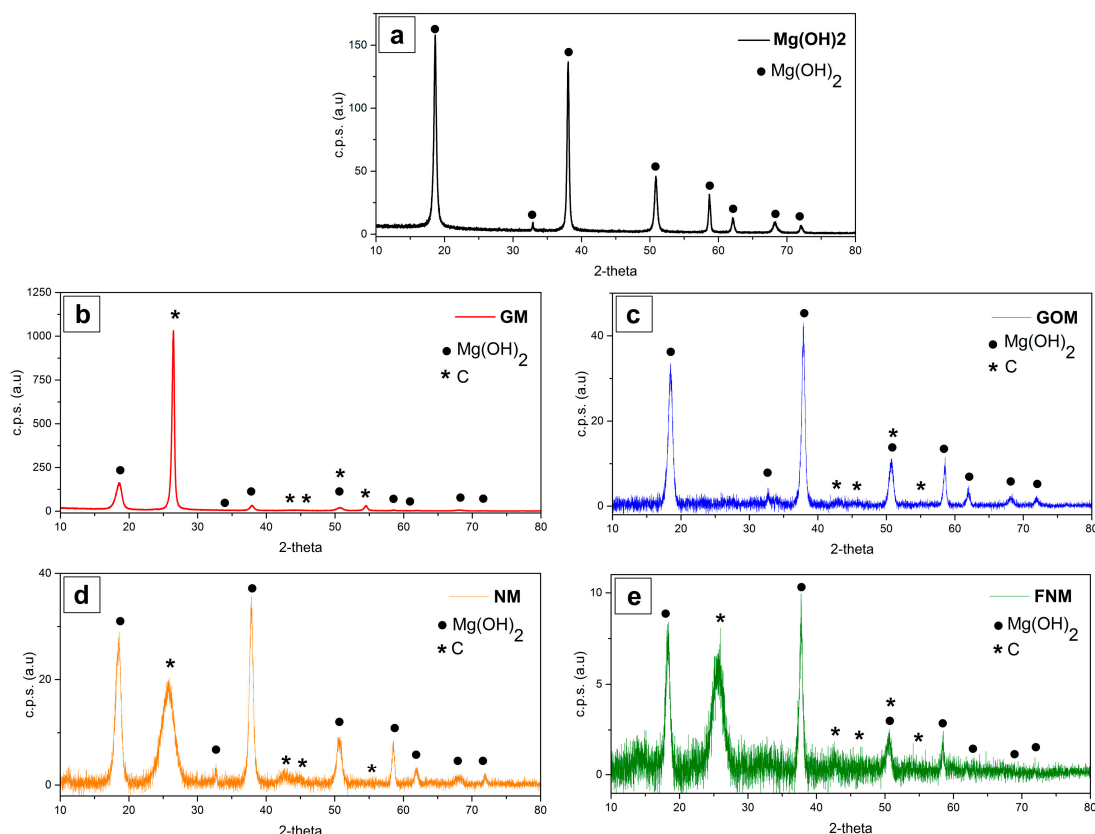 a
Mg(OH)2
● Mg(OH)2
c.p.s. (a.u)
150
100
50
0
10 20 30 40 50 60 70 80
2-theta
b
GM
● Mg(OH)2
* C
c.p.s. (a.u)
1250
1000
750
500
250
0
10 20 30 40 50 60 70 80
2-theta
c
GOM
● Mg(OH)2
* C
c.p.s. (a.u)
40
20
0
10 20 30 40 50 60 70 80
2-theta
d
NM
● Mg(OH)2
* C
c.p.s. (a.u)
40
20
0
10 20 30 40 50 60 70 80
2-theta
e
FNM
● Mg(OH)2
* C
c.p.s. (a.u)
10
5
0
10 20 30 40 50 60 70 80
2-theta